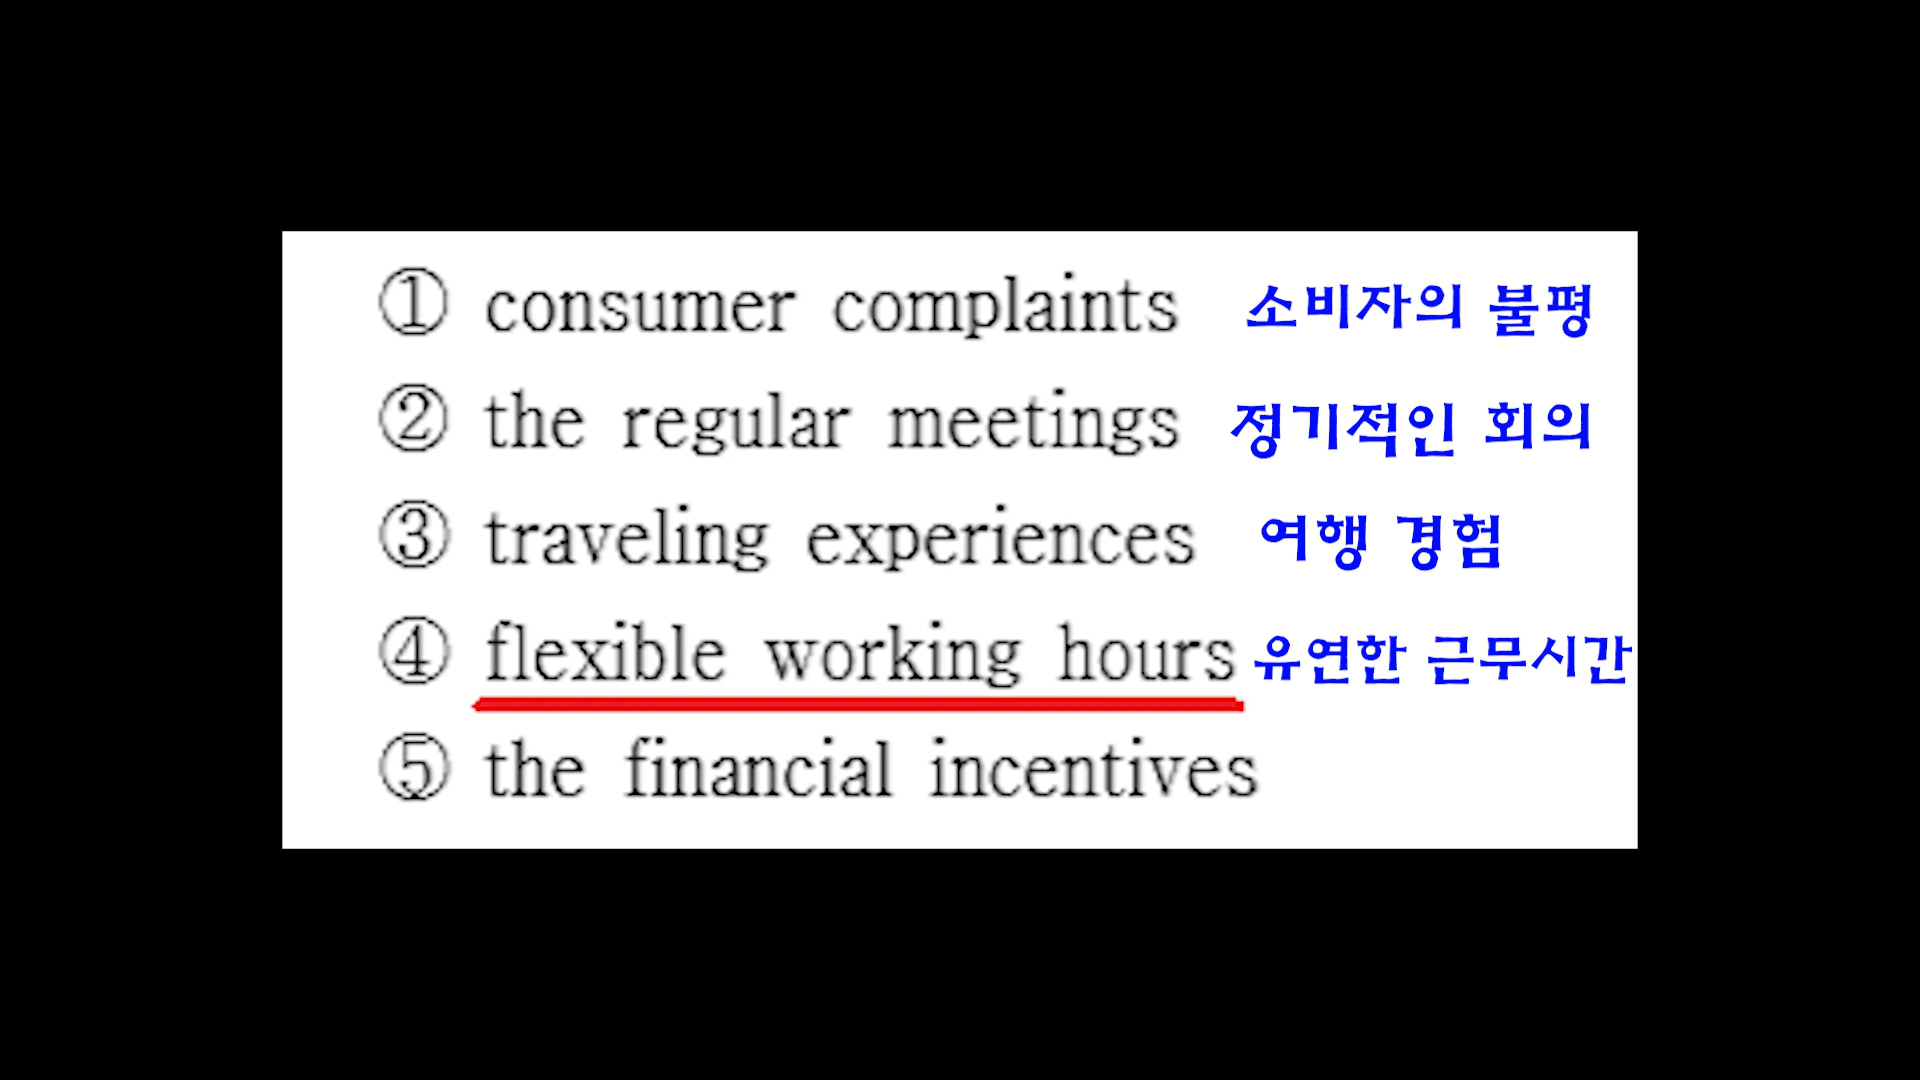 ① consumer complaints 소비자의 불평
② the regular meetings 정기적인 회의
③ traveling experiences 여행 경험
④ flexible working hours 유연한 근무시간
⑤ the financial incentives